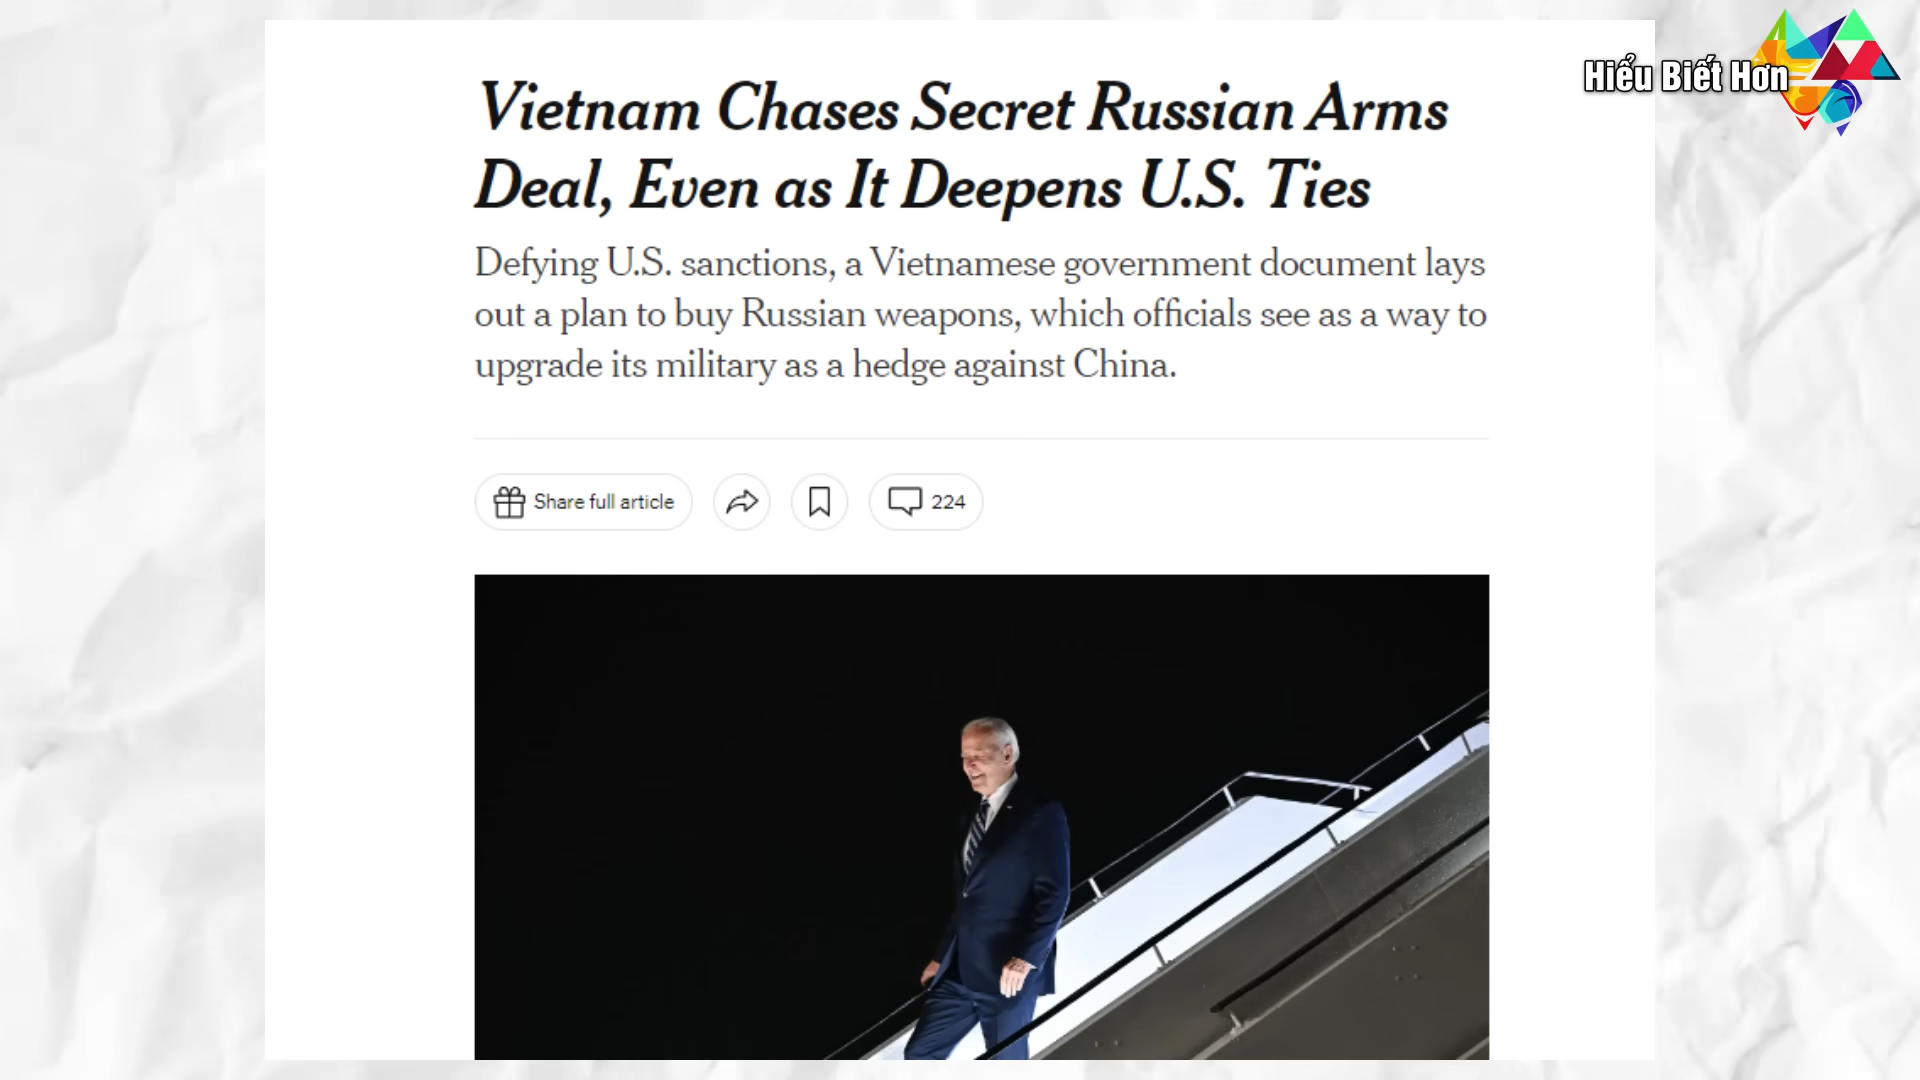 Hiểu Biết Hơn
Vietnam Chases Secret Russian Arms
Deal, Even as It Deepens U.S. Ties
Defying U.S. sanctions, a Vietnamese government document lays
out a plan to buy Russian weapons, which officials see as a way to
upgrade its military as a hedge against China.
Share full article
224